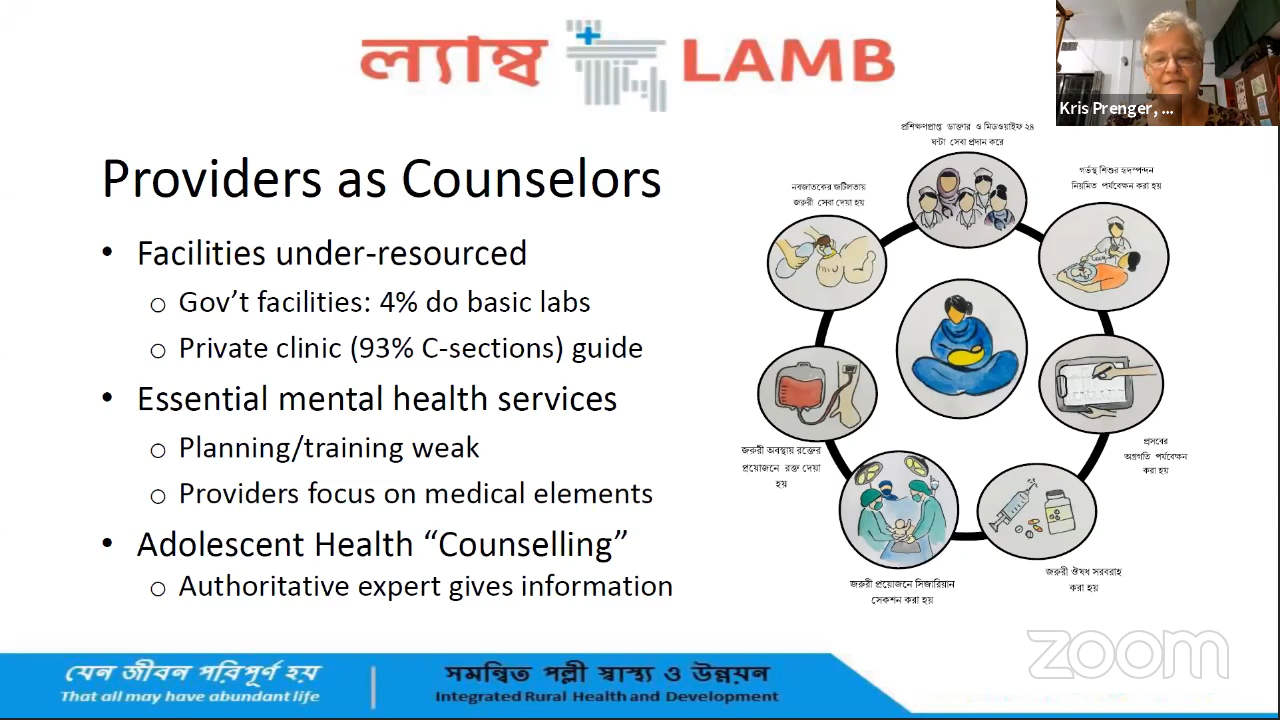 ল্যাম্ব LAMB
Kris Prenger, ...
Providers as Counselors
• Facilities under-resourced
o Gov’t facilities: 4% do basic labs
o Private clinic (93% C-sections) guide
• Essential mental health services
o Planning/training weak
o Providers focus on medical elements
• Adolescent Health “Counselling”
o Authoritative expert gives information
প্রশিক্ষণপ্রাপ্ত ডাক্তার ও মিডওয়াইফ ২৪
ঘন্টা সেবা প্রদান করে
গর্ভস্থ শিশুর হৃদস্পন্দন
নিয়মিত পর্যবেক্ষন করা হয়
প্রসবের
অগ্রগতি পর্যবেক্ষন
করা হয়
জরুরী ঔষধ সরবরাহ
করা হয়
জরুরী প্রয়োজনে সিজারিয়ান
সেকশন করা হয়
জরুরী অবস্থায় রক্তের
প্রয়োজনে রক্ত দেয়া
হয়
নবজাতকের জটিলতায়
জরুরী সেবা দেয়া হয়
zoom
যেন জীবন পরিপূর্ণ হয়
That all may have abundant life
সমন্বিত পল্লী স্বাস্থ্য ও উন্নয়ন
Integrated Rural Health and Development